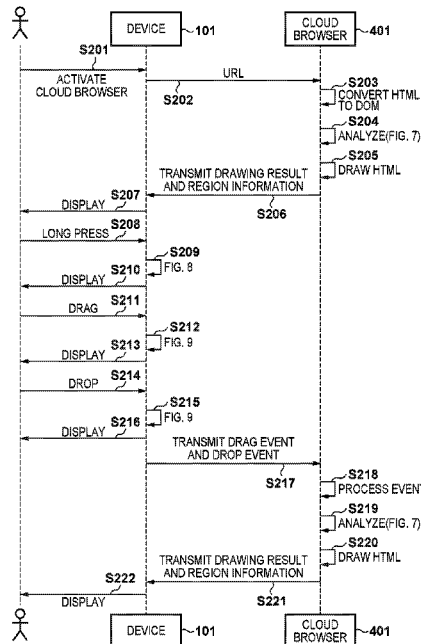 DEVICE 101
CLOUD
BROWSER 401
S201
ACTIVATE
CLOUD BROWSER
URL
S202
S203
CONVERT HTML
TO DOM
S204
ANALYZE(FIG. 7)
S205
DRAW HTML
TRANSMIT DRAWING RESULT
AND REGION INFORMATION
S206
S207
DISPLAY
S208
LONG PRESS
S209
FIG. 8
S210
DISPLAY
S211
DRAG
S212
FIG. 9
S213
DISPLAY
S214
DROP
S215
FIG. 9
S216
DISPLAY
TRANSMIT DRAG EVENT
AND DROP EVENT
S217
S218
PROCESS EVENT
S219
ANALYZE(FIG. 7)
S220
DRAW HTML
TRANSMIT DRAWING RESULT
AND REGION INFORMATION
S221
S222
DISPLAY
DEVICE 101
CLOUD
BROWSER 401